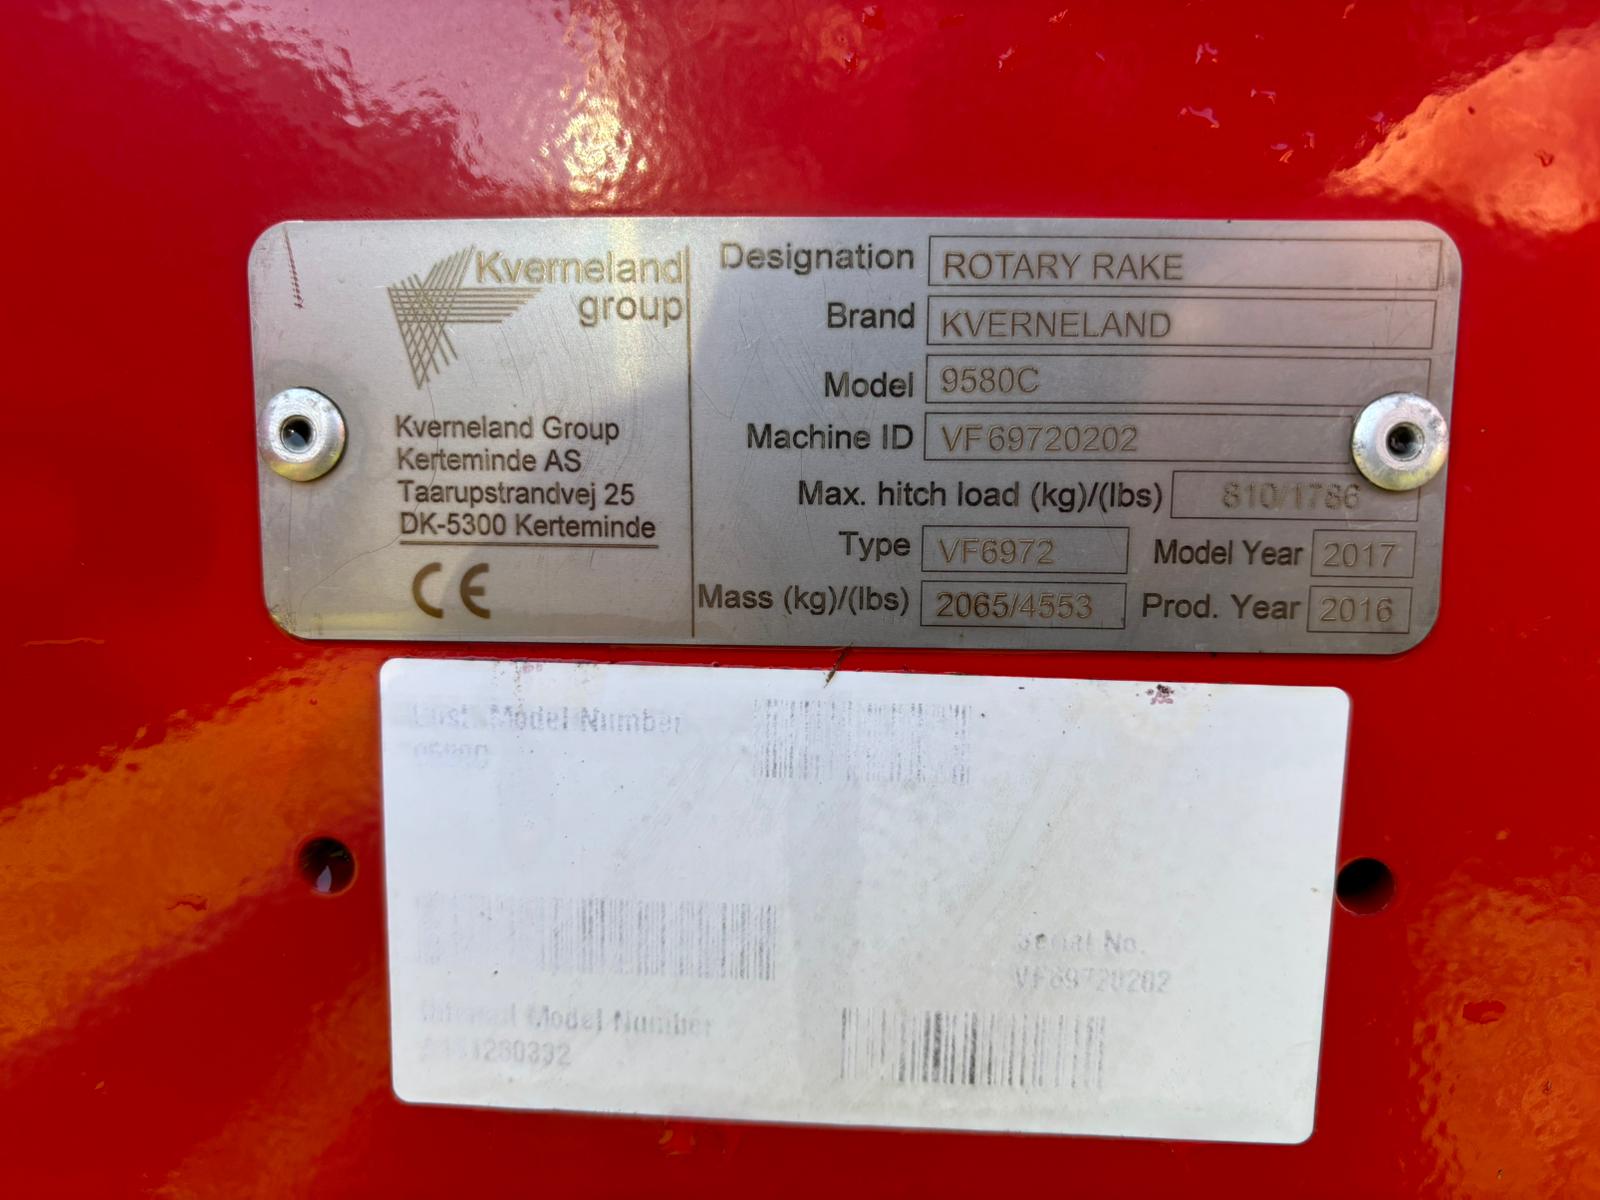 Kverneland
group
Kverneland Group
Kerteminde AS
Taarupstrandvej 25
DK-5300 Kerteminde
CE
Designation ROTARY RAKE
Brand KVERNELAND
Model 9580C
Machine ID VF69720202
Max. hitch load (kg)/(lbs) 810/1786
Type VF6972 Model Year 2017
Mass (kg)/(lbs) 2065/4553 Prod. Year 2016
Model Number
Serial No.
VF69720202
Model Number